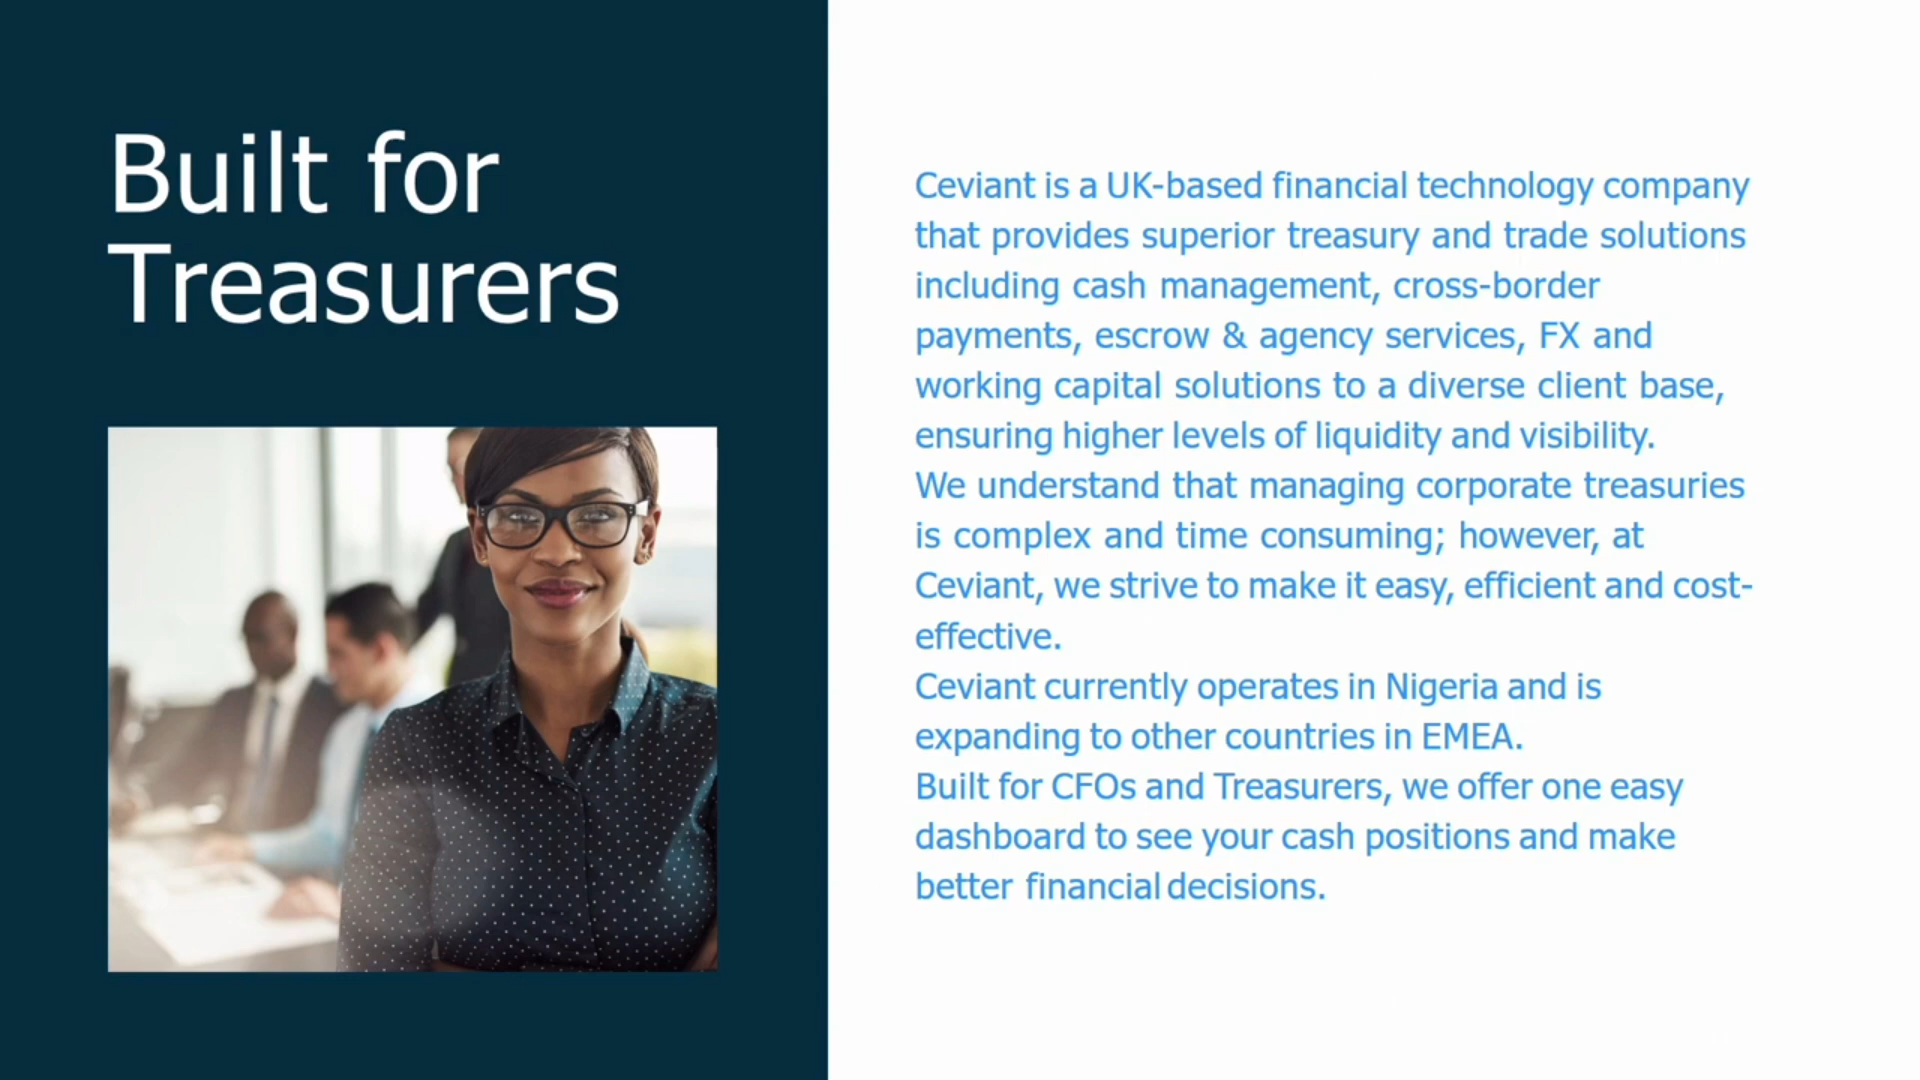 Built for
Treasurers
Ceviant is a UK-based financial technology company
that provides superior treasury and trade solutions
including cash management, cross-border
payments, escrow & agency services, FX and
working capital solutions to a diverse client base,
ensuring higher levels of liquidity and visibility.
We understand that managing corporate treasuries
is complex and time consuming; however, at
Ceviant, we strive to make it easy, efficient and cost-
effective.
Ceviant currently operates in Nigeria and is
expanding to other countries in EMEA.
Built for CFOs and Treasurers, we offer one easy
dashboard to see your cash positions and make
better financial decisions.